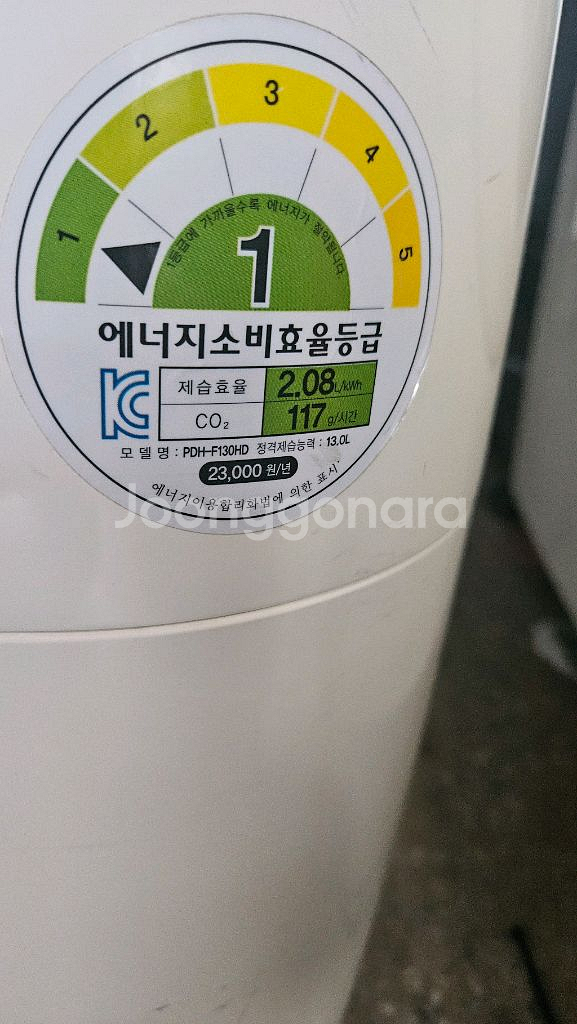 1
2
3
4
5
1등급에 가까울수록 에너지가 절약됩니다
1
에너지소비효율등급
제습효율 2.08L/kWh
CO₂ 117g/시간
모델명 : PDH-F130HD 정격제습능력 : 13.0L
23,000 원/년
에너지이용합리화법에 의한 표시
Joonggonara